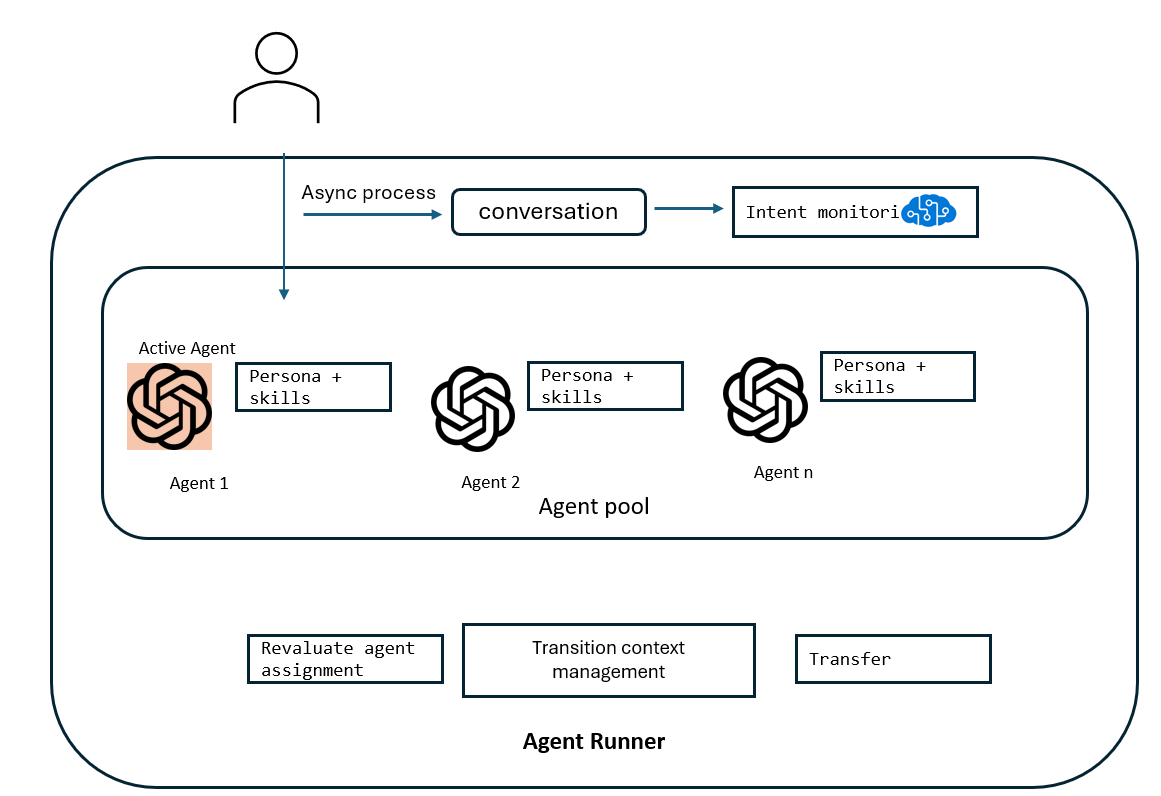 Async process
conversation
Intent monitori
Active Agent
Persona +
skills
Persona +
skills
Persona +
skills
Agent 1
Agent 2
Agent n
Agent pool
Revaluate agent
assignment
Transition context
management
Transfer
Agent Runner